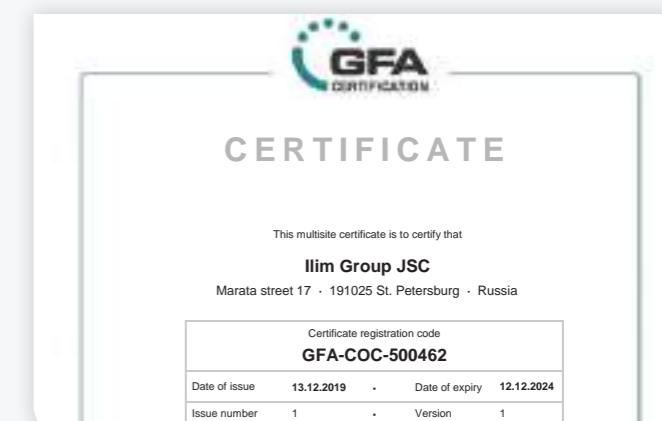 GFA
CERTIFICATION
CERTIFICATE
This multisite certificate is to certify that
Ilim Group JSC
Marata street 17 · 191025 St. Petersburg · Russia
Certificate registration code
GFA-COC-500462
Date of issue 13.12.2019 · Date of expiry 12.12.2024
Issue number 1 · Version 1